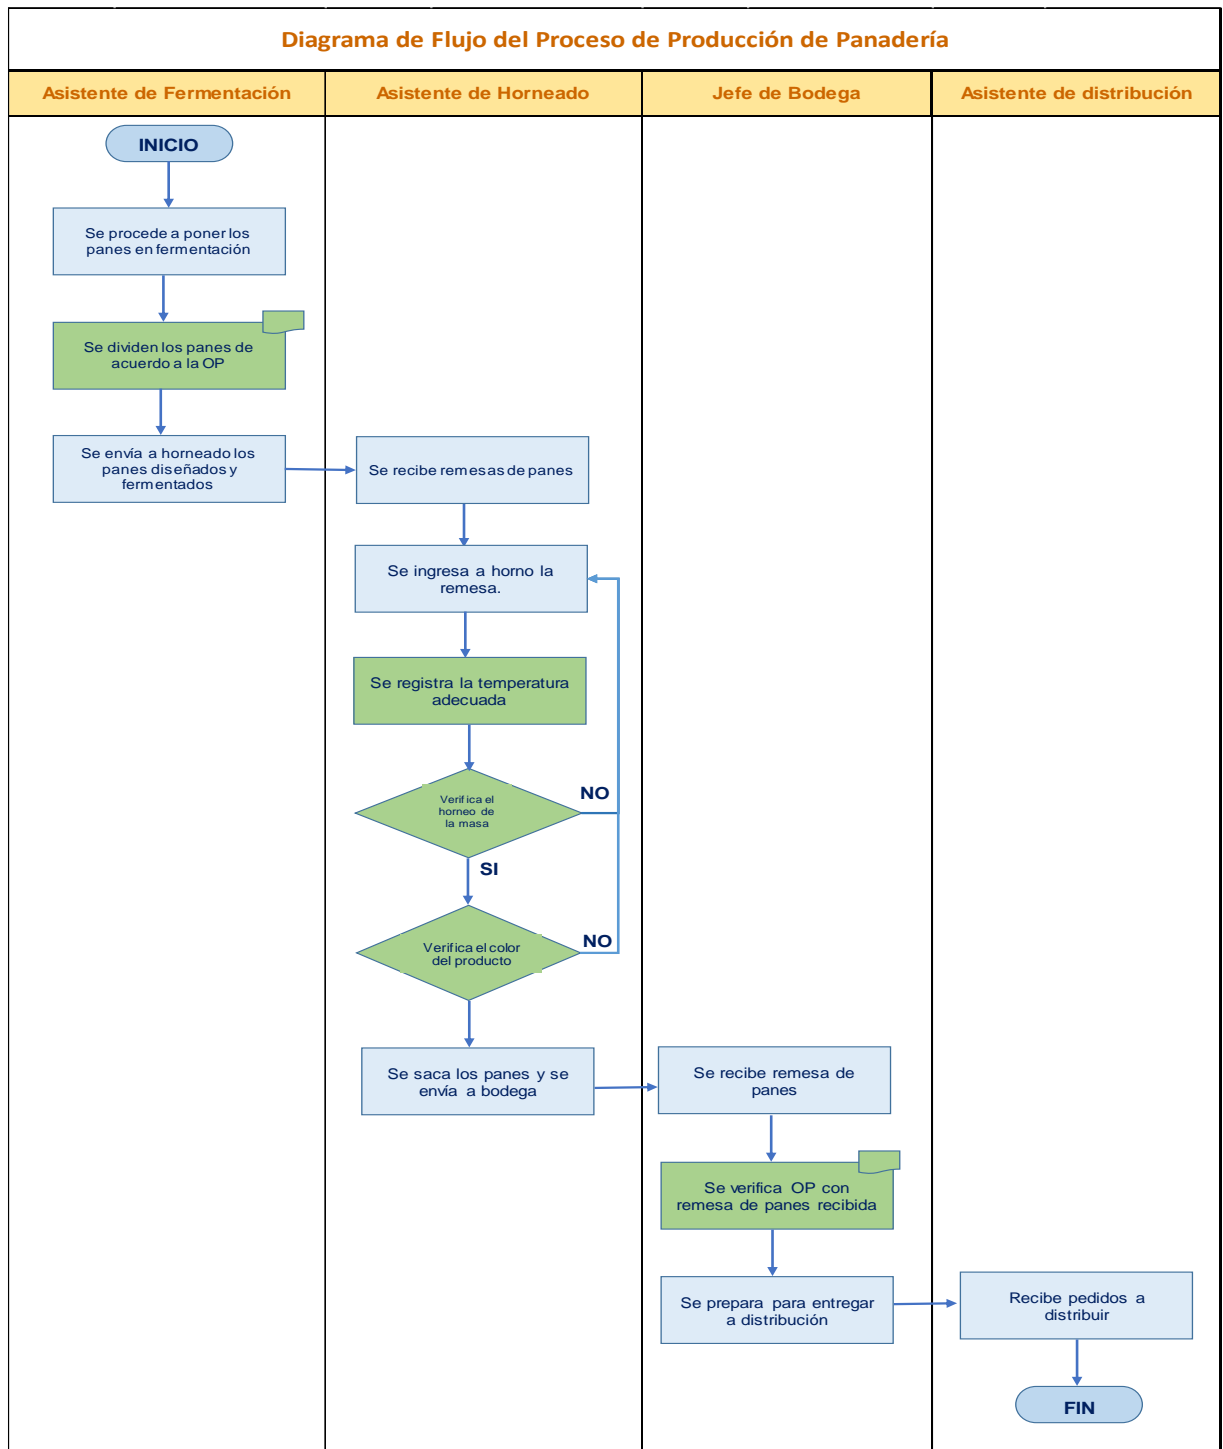 Diagrama de Flujo del Proceso de Producción de Panadería
Asistente de Fermentación
Asistente de Horneado
Jefe de Bodega
Asistente de distribución
INICIO
Se procede a poner los
panes en fermentación
Se dividen los panes de
acuerdo a la OP
Se envía a horneado los
panes diseñados y
fermentados
Se recibe remesas de panes
Se ingresa a horno la
remesa.
Se registra la temperatura
adecuada
Verifica el
horneo de
la masa
NO
SI
Verifica el color
del producto
NO
Se saca los panes y se
envía a bodega
Se recibe remesa de
panes
Se verifica OP con
remesa de panes recibida
Se prepara para entregar
a distribución
Recibe pedidos a
distribuir
FIN